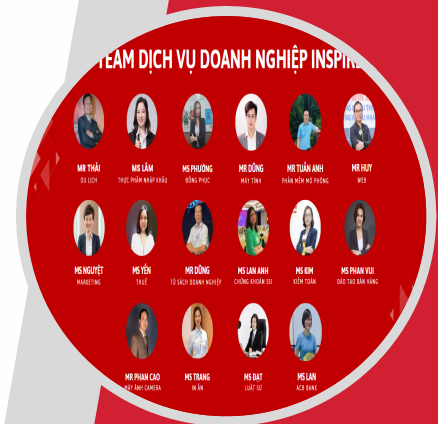 TEAM DỊCH VỤ DOANH NGHIỆP INSPIRE
MR THÁI
DU LỊCH
MS LÂM
THỰC PHẨM NHẬP KHẨU
MS PHƯƠNG
ĐỒNG PHỤC
MR DŨNG
MÁY TÍNH
MR TUẤN ANH
PHẦN MỀM MÔ PHỎNG
MR HUY
WEB
MS NGUYỆT
MARKETING
MS YẾN
THUẾ
MR DŨNG
TỦ SÁCH DOANH NGHIỆP
MS LAN ANH
CHỨNG KHOÁN SSI
MS KIM
KIỂM TOÁN
MS PHAN VUI
ĐÀO TẠO BÁN HÀNG
MR PHAN CAO
MÁY ẢNH CAMERA
MS TRANG
IN ẤN
MS ĐẠT
LUẬT SƯ
MS LAN
ACB BANK